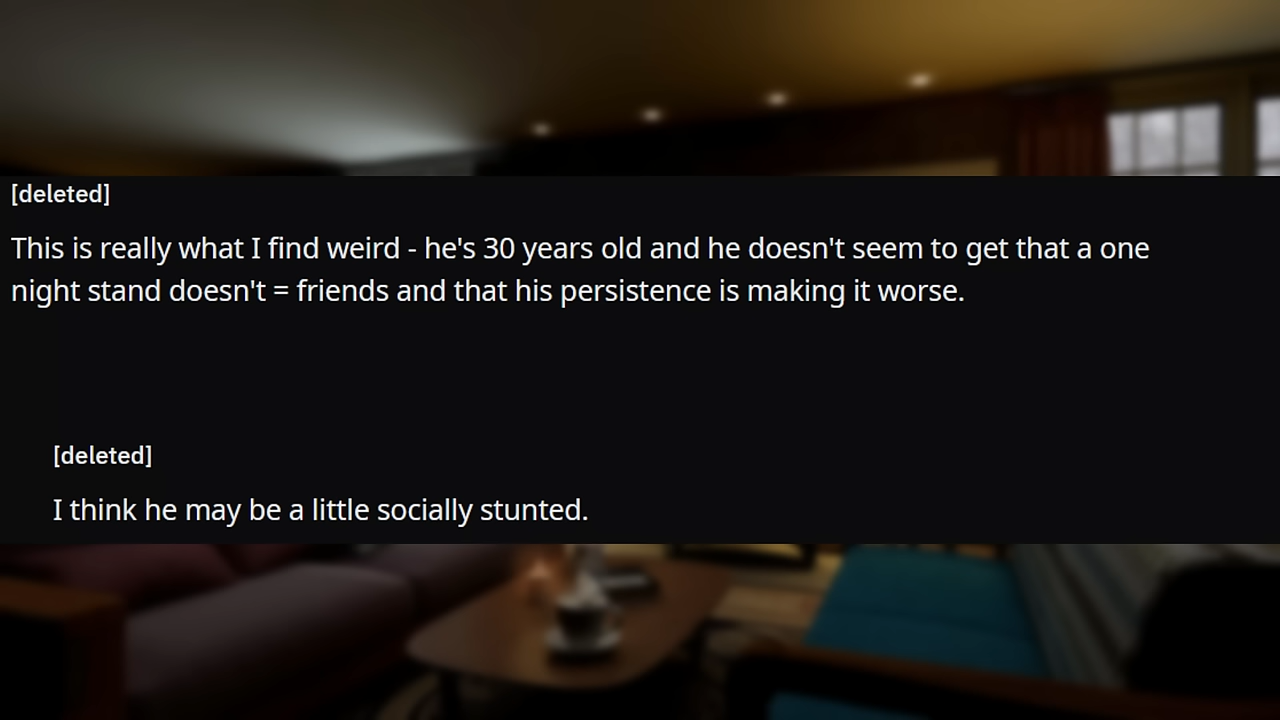 [deleted]
This is really what I find weird - he's 30 years old and he doesn't seem to get that a one
night stand doesn't = friends and that his persistence is making it worse.
[deleted]
I think he may be a little socially stunted.